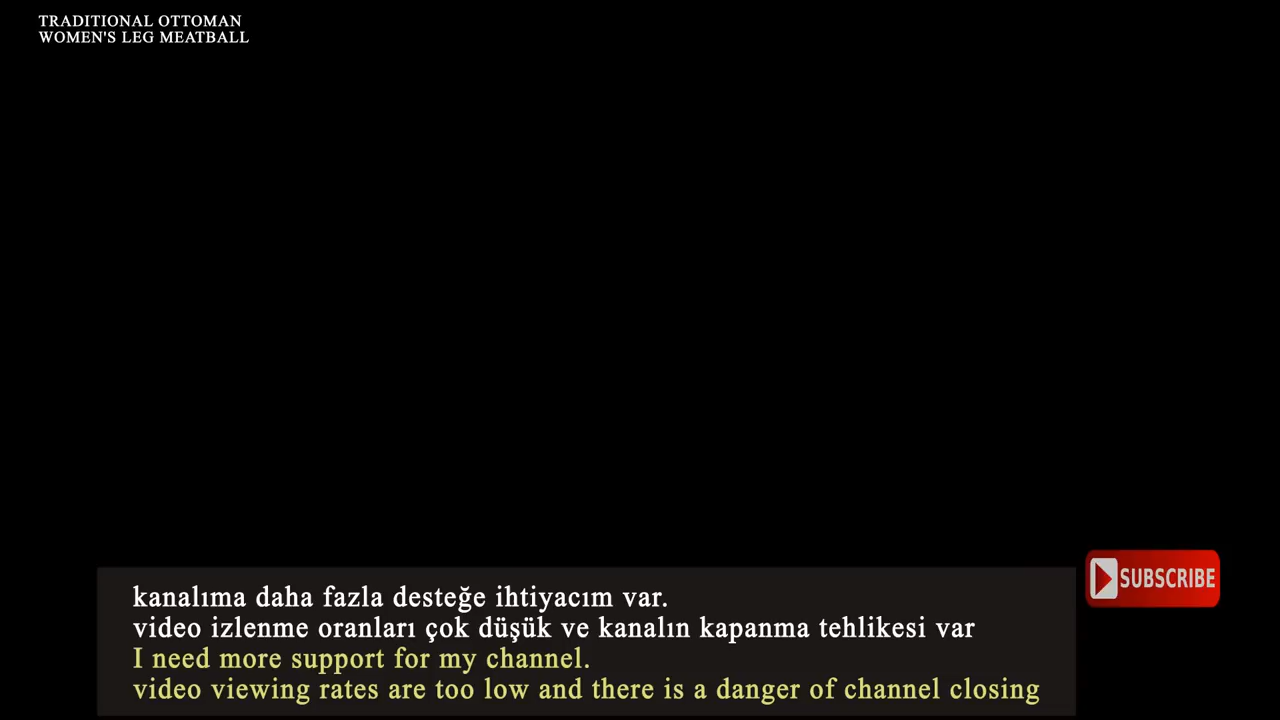 TRADITIONAL OTTOMAN
WOMEN'S LEG MEATBALL
SUBSCRIBE
kanalıma daha fazla desteğe ihtiyacım var.
video izlenme oranları çok düşük ve kanalın kapanma tehlikesi var
I need more support for my channel.
video viewing rates are too low and there is a danger of channel closing